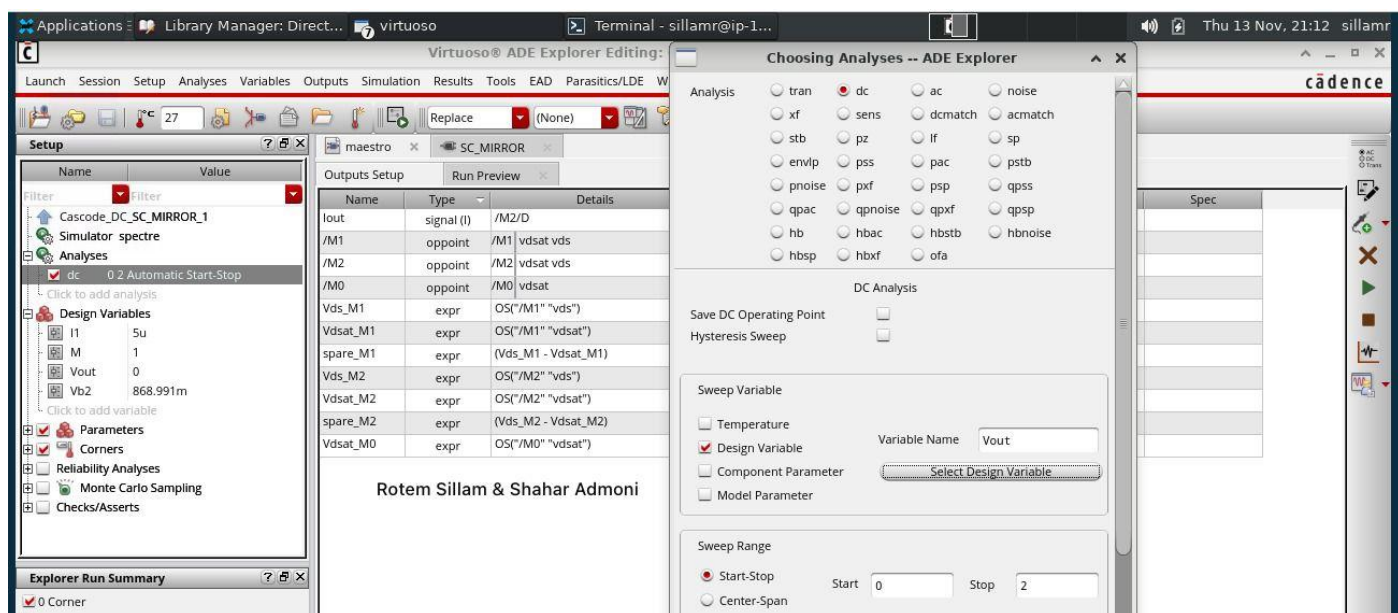 Applications
Library Manager: Direct...
virtuoso
Terminal - sillamr@ip-1...
Thu 13 Nov, 21:12 sillamr
Virtuoso® ADE Explorer Editing:
Launch Session Setup Analyses Variables Outputs Simulation Results Tools EAD Parasitics/LDE W
cādence
27
Replace
(None)
Setup
Name Value
Filter Filter
Cascode_DC_SC_MIRROR_1
Simulator spectre
Analyses
dc 0 2 Automatic Start-Stop
Click to add analysis
Design Variables
I1 5u
M 1
Vout 0
Vb2 868.991m
Click to add variable
Parameters
Corners
Reliability Analyses
Monte Carlo Sampling
Checks/Asserts
Explorer Run Summary
0 Corner
maestro SC_MIRROR
Outputs Setup Run Preview
Name Type Details
Iout signal (I) /M2/D
/M1 oppoint /M1 vdsat vds
/M2 oppoint /M2 vdsat vds
/M0 oppoint /M0 vdsat
Vds_M1 expr OS("/M1" "vds")
Vdsat_M1 expr OS("/M1" "vdsat")
spare_M1 expr (Vds_M1 - Vdsat_M1)
Vds_M2 expr OS("/M2" "vds")
Vdsat_M2 expr OS("/M2" "vdsat")
spare_M2 expr (Vds_M2 - Vdsat_M2)
Vdsat_M0 expr OS("/M0" "vdsat")
Rotem Sillam & Shahar Admoni
Choosing Analyses -- ADE Explorer
Analysis tran dc ac noise
xf sens dcmatch acmatch
stb pz lf sp
envlp pss pac pstb
pnoise pxf psp qpss
qpac qpnoise qpxf qpsp
hb hbac hbstb hbnoise
hbsp hbxf ofa
DC Analysis
Save DC Operating Point
Hysteresis Sweep
Sweep Variable
Temperature
Design Variable Variable Name Vout
Component Parameter Select Design Variable
Model Parameter
Sweep Range
Start-Stop Start 0 Stop 2
Center-Span
Spec
AC
DC
Trans